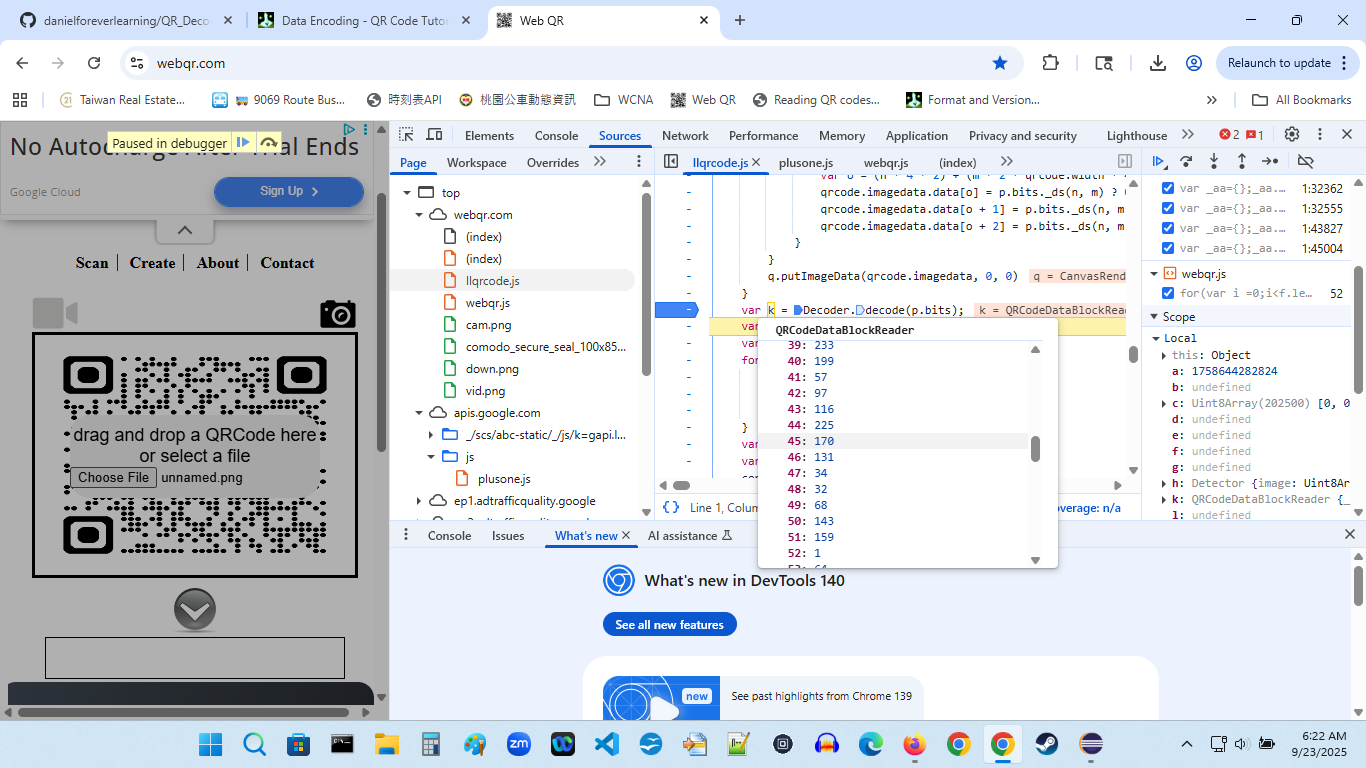 danielforeverlearning/QR_Deco
Data Encoding - QR Code Tutor
Web QR
webqr.com
Relaunch to update
Taiwan Real Estate...
9069 Route Bus...
時刻表API
桃園公車動態資訊
WCNA
Web QR
Reading QR codes...
Format and Version...
All Bookmarks
No Autocharge After Trial Ends
Paused in debugger
Google Cloud
Sign Up
Scan
Create
About
Contact
drag and drop a QRCode here
or select a file
Choose File unnamed.png
Elements
Console
Sources
Network
Performance
Memory
Application
Privacy and security
Lighthouse
2
1
Page
Workspace
Overrides
top
webqr.com
(index)
(index)
llqrcode.js
webqr.js
cam.png
comodo_secure_seal_100x85...
down.png
vid.png
apis.google.com
_/scs/abc-static/_/js/k=gapi.l...
js
plusone.js
ep1.adtrafficquality.google
llqrcode.js
plusone.js
webqr.js
(index)
qrcode.imagedata.data[o] = p.bits._ds(n, m) ?
qrcode.imagedata.data[o + 1] = p.bits._ds(n, m
qrcode.imagedata.data[o + 2] = p.bits._ds(n, m
}
}
q.putImageData(qrcode.imagedata, 0, 0) q = CanvasRend
}
var k = Decoder.decode(p.bits); k = QRCodeDataBlockRea
var
var
for
}
var
var
QRCodeDataBlockReader
39: 233
40: 199
41: 57
42: 97
43: 116
44: 225
45: 170
46: 131
47: 34
48: 32
49: 68
50: 143
51: 159
52: 1
53: 64
{ } Line 1, Colum
overage: n/a
var _aa={};_aa.... 1:32362
var _aa={};_aa.... 1:32555
var _aa={};_aa.... 1:43827
var _aa={};_aa.... 1:45004
webqr.js
for(var i =0;i<f.le... 52
Scope
Local
this: Object
a: 1758644282824
b: undefined
c: Uint8Array(202500) [0, 0
d: undefined
e: undefined
f: undefined
g: undefined
h: Detector {image: Uint8Ar
k: QRCodeDataBlockReader {_
l: undefined
Console
Issues
What's new
AI assistance
What's new in DevTools 140
See all new features
new
See past highlights from Chrome 139
zm
6:22 AM
9/23/2025